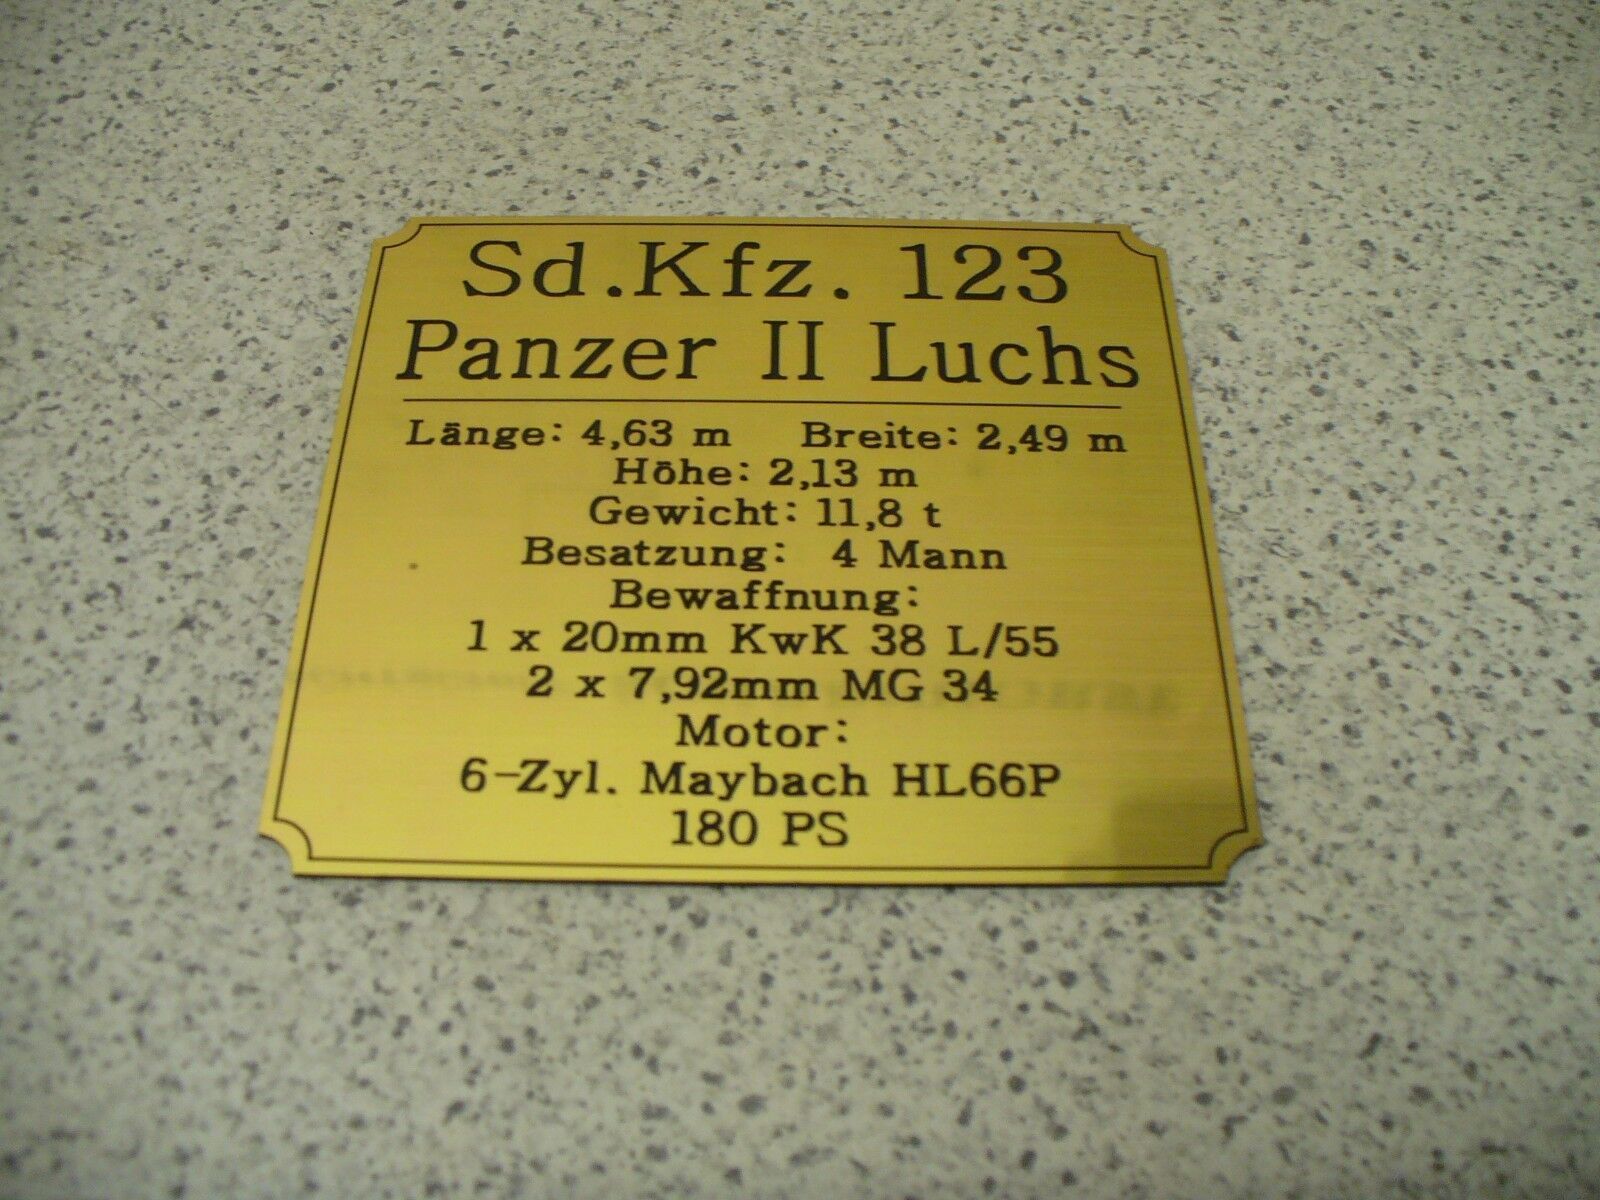 Sd.Kfz. 123
Panzer II Luchs
Länge: 4,63 m Breite: 2,49 m
Höhe: 2,13 m
Gewicht: 11,8 t
Besatzung: 4 Mann
Bewaffnung:
1 x 20mm KwK 38 L/55
2 x 7,92mm MG 34
Motor:
6-Zyl. Maybach HL66P
180 PS